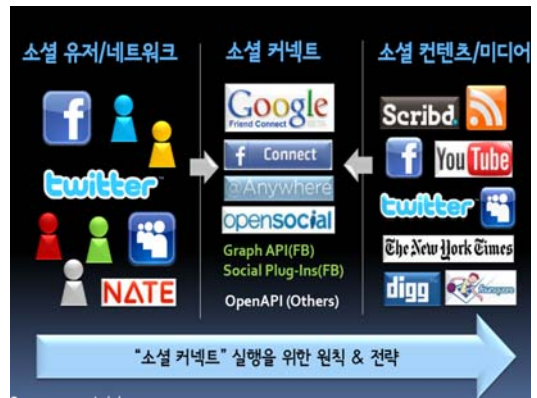 소셜 유저/네트워크
f
twitter
NATE
소셜 커넥트
Google
Friend Connect
f Connect
@Anywhere
opensocial
Graph API(FB)
Social Plug-Ins(FB)
OpenAPI (Others)
소셜 컨텐츠/미디어
Scribd.
f
YouTube
twitter
The New York Times
digg
foursquare
"소셜 커넥트" 실행을 위한 원칙 & 전략